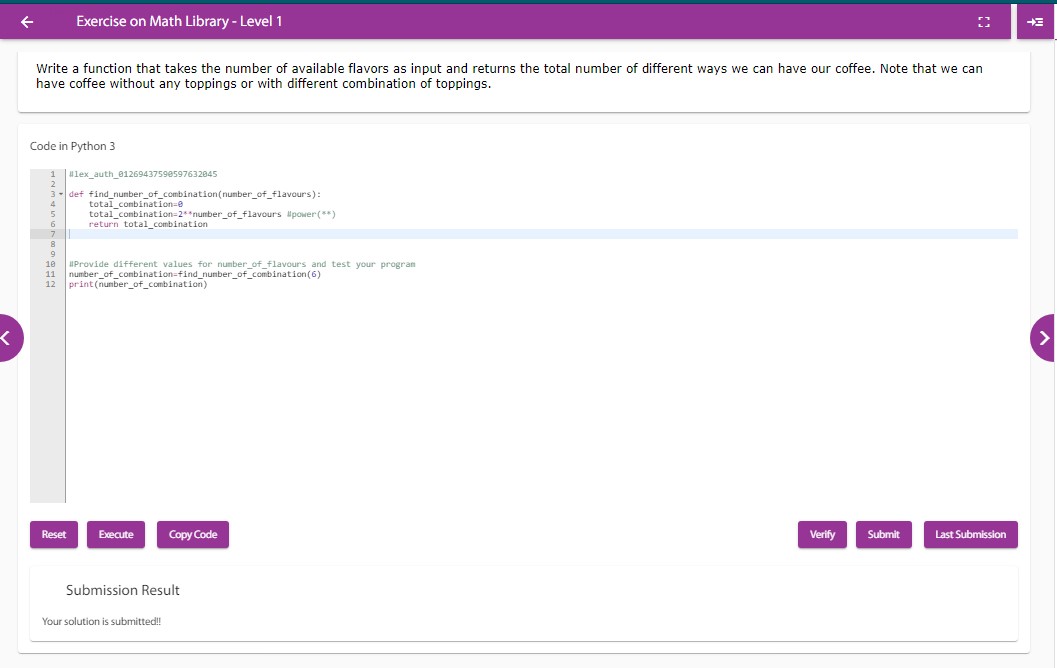 Exercise on Math Library - Level 1
Write a function that takes the number of available flavors as input and returns the total number of different ways we can have our coffee. Note that we can
have coffee without any toppings or with different combination of toppings.
Code in Python 3
1 #lex_auth_01269437590597632045
2
3 def find_number_of_combination(number_of_flavours):
4 total_combination=0
5 total_combination=2**number_of_flavours #power(**)
6 return total_combination
7
8
9
10 #Provide different values for number_of_flavours and test your program
11 number_of_combination=find_number_of_combination(6)
12 print(number_of_combination)
Reset Execute Copy Code Verify Submit Last Submission
Submission Result
Your solution is submitted!!